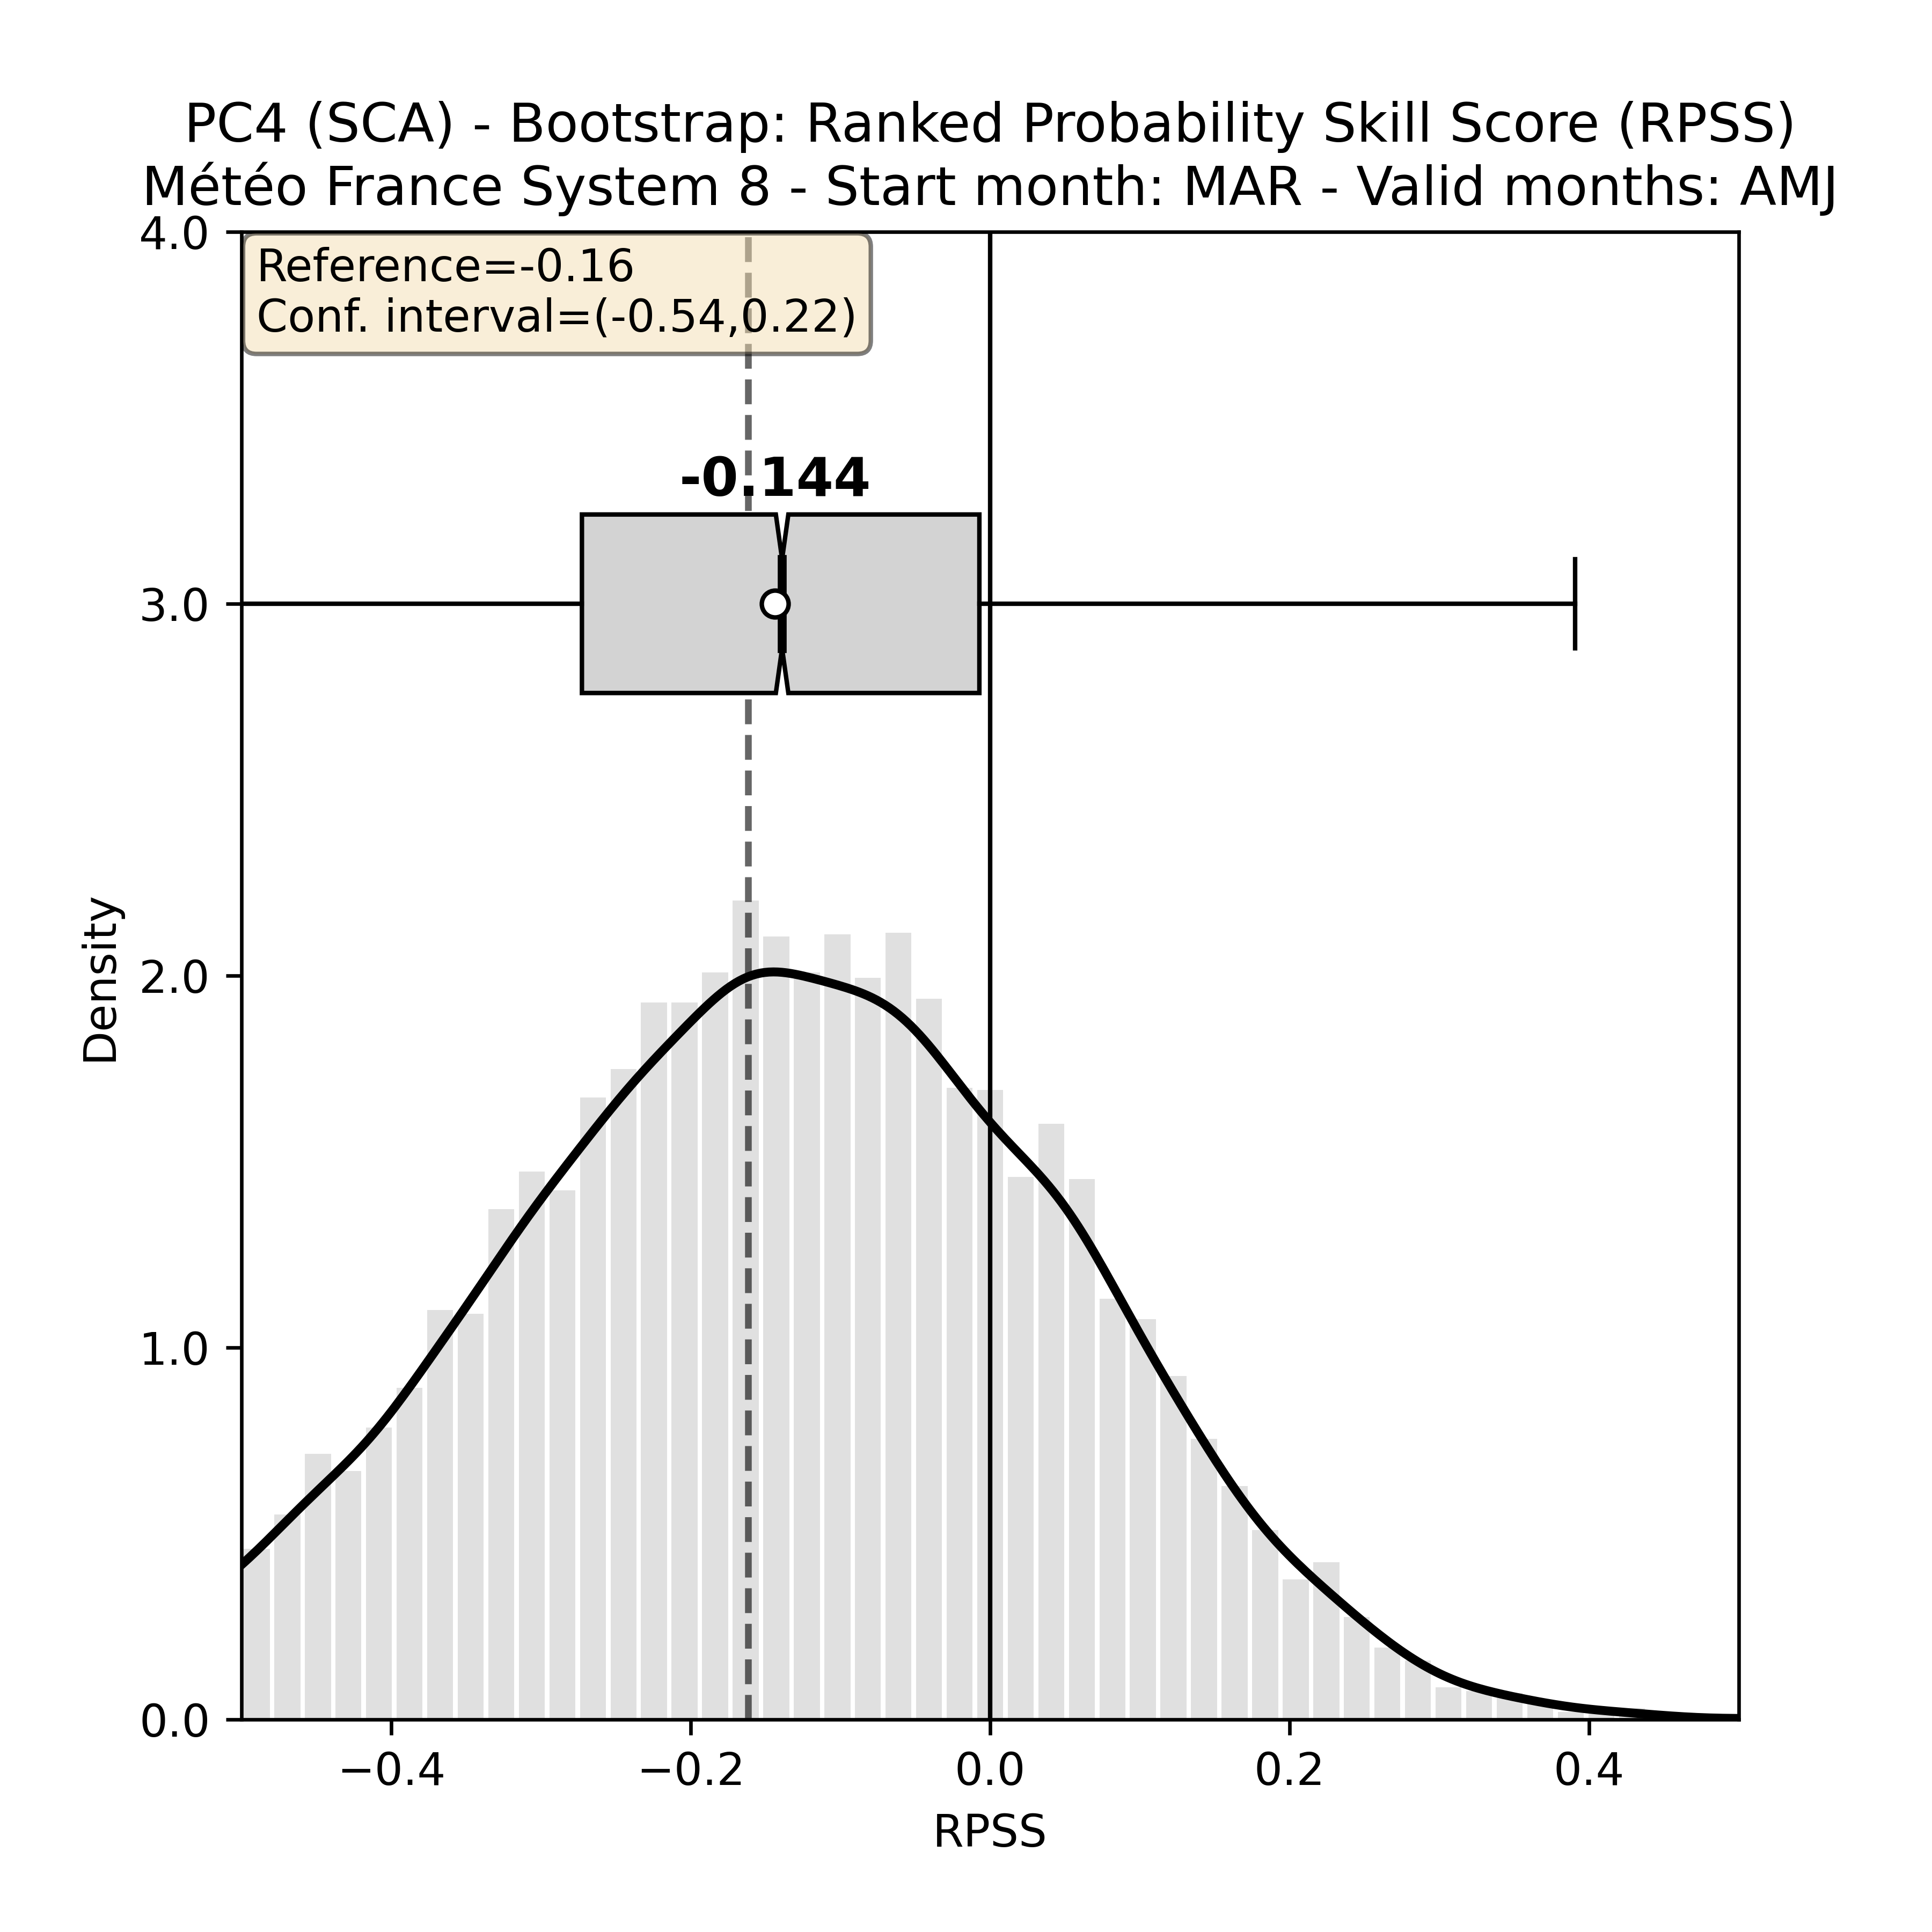 PC4 (SCA) - Bootstrap: Ranked Probability Skill Score (RPSS)
Météo France System 8 - Start month: MAR - Valid months: AMJ
4.0
Reference=-0.16
Conf. interval=(-0.54,0.22)
-0.144
3.0
Density
2.0
1.0
0.0
−0.4 −0.2 0.0 0.2 0.4
RPSS